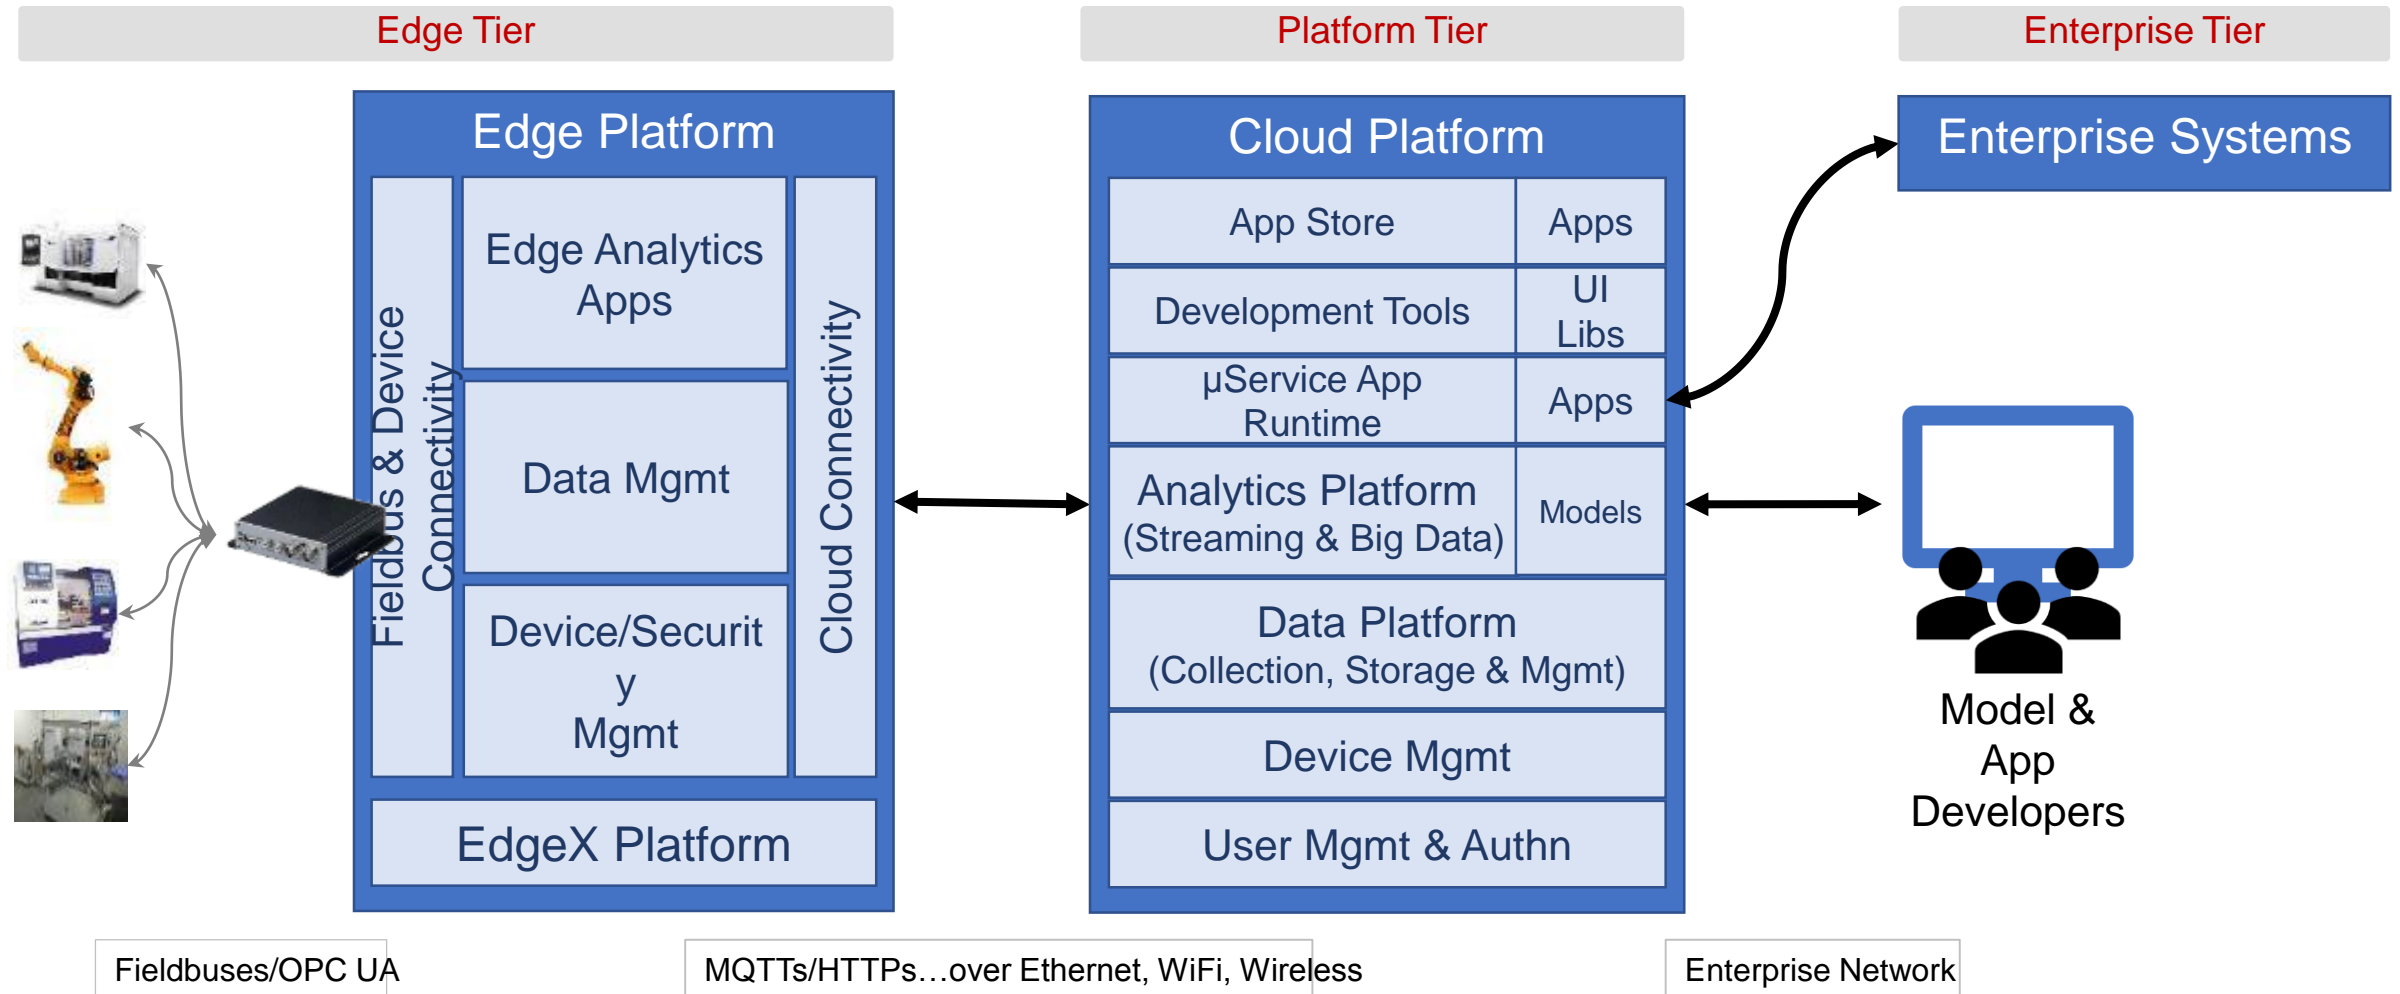 Edge Tier
Platform Tier
Enterprise Tier
Edge Platform
Fieldbus & Device
Connectivity
Edge Analytics
Apps
Data Mgmt
Device/Securit
y
Mgmt
Cloud Connectivity
EdgeX Platform
Cloud Platform
App Store
Apps
Development Tools
UI
Libs
µService App
Runtime
Apps
Analytics Platform
(Streaming & Big Data)
Models
Data Platform
(Collection, Storage & Mgmt)
Device Mgmt
User Mgmt & Authn
Enterprise Systems
Model &
App
Developers
Fieldbuses/OPC UA
MQTTs/HTTPs…over Ethernet, WiFi, Wireless
Enterprise Network